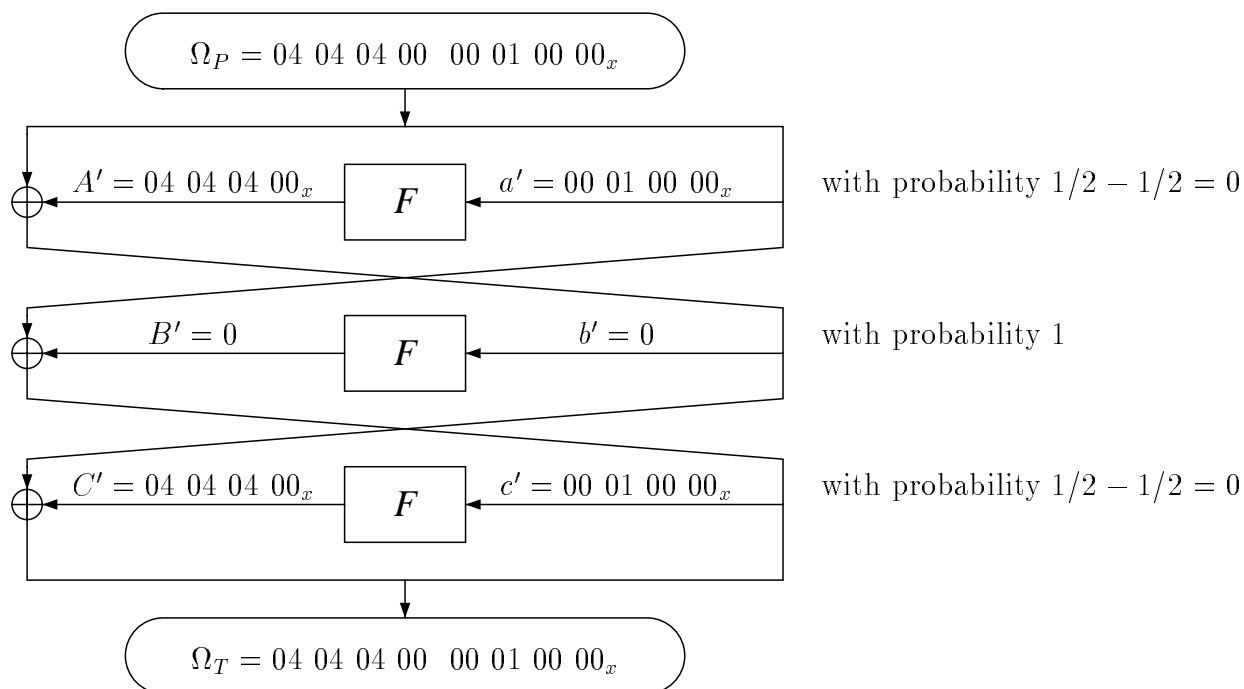 Ω_P = 04 04 04 00 00 01 00 00_x
A′ = 04 04 04 00_x F a′ = 00 01 00 00_x with probability 1/2 − 1/2 = 0
B′ = 0 F b′ = 0 with probability 1
C′ = 04 04 04 00_x F c′ = 00 01 00 00_x with probability 1/2 − 1/2 = 0
Ω_T = 04 04 04 00 00 01 00 00_x